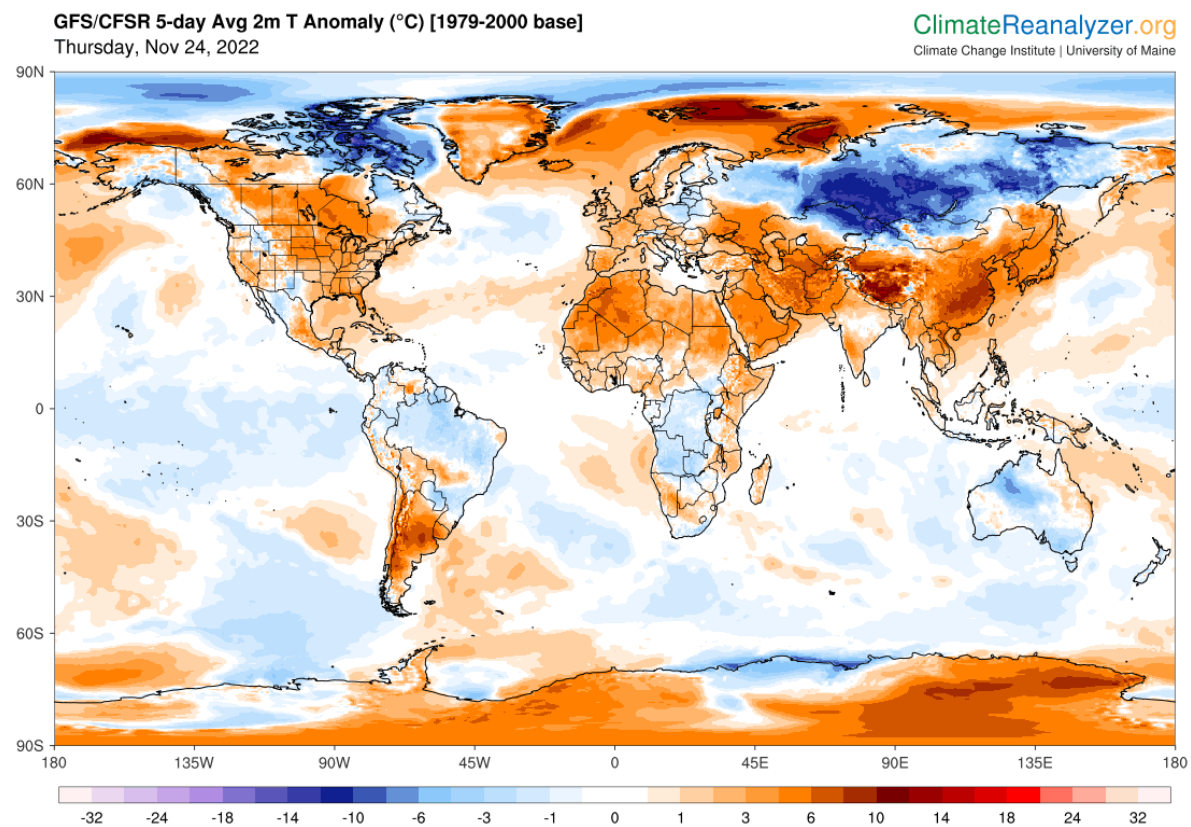 GFS/CFSR 5-day Avg 2m T Anomaly (°C) [1979-2000 base]
Thursday, Nov 24, 2022
ClimateReanalyzer.org
Climate Change Institute | University of Maine
90N
60N
30N
0
30S
60S
90S
180 135W 90W 45W 0 45E 90E 135E 180
-32 -24 -18 -14 -10 -6 -3 -1 0 1 3 6 10 14 18 24 32